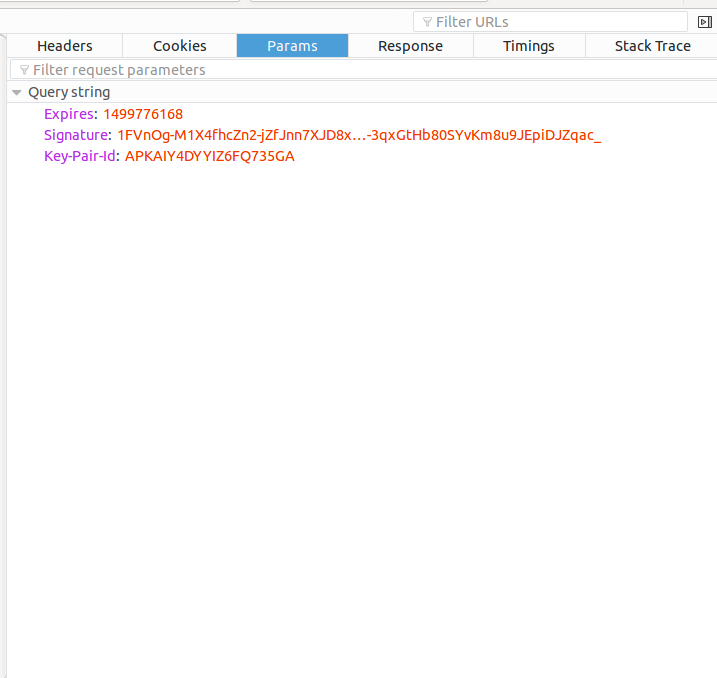 Filter URLs
Headers Cookies Params Response Timings Stack Trace
Filter request parameters
Query string
Expires: 1499776168
Signature: 1FVnOg-M1X4fhcZn2-jZfJnn7XJD8x…-3qxGtHb80SYvKm8u9JEpiDJZqac_
Key-Pair-Id: APKAIY4DYYIZ6FQ735GA